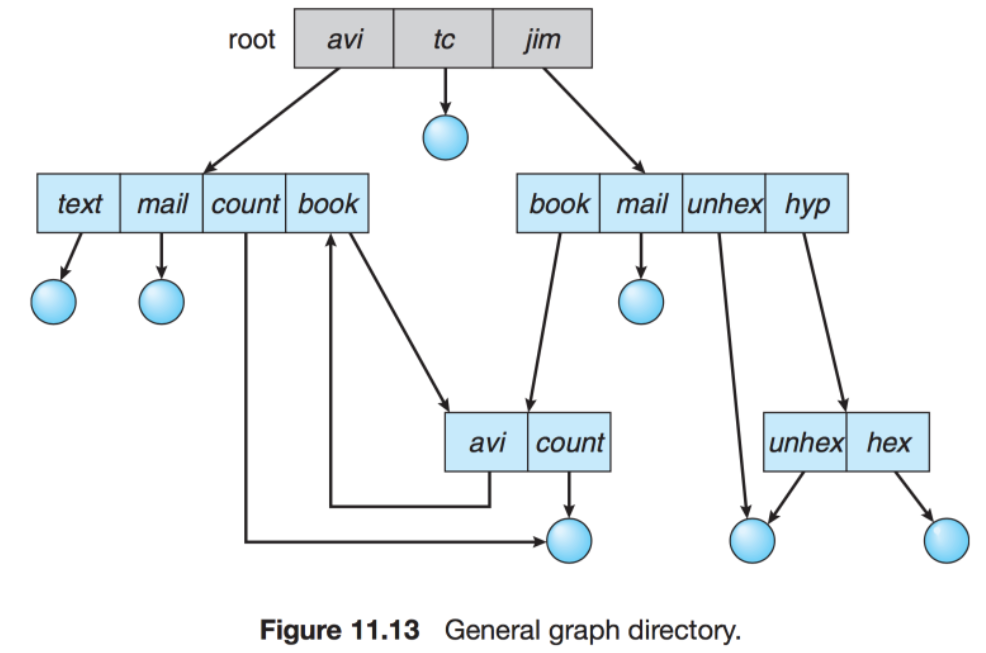 root avi tc jim
text mail count book book mail unhex hyp
avi count unhex hex
Figure 11.13 General graph directory.